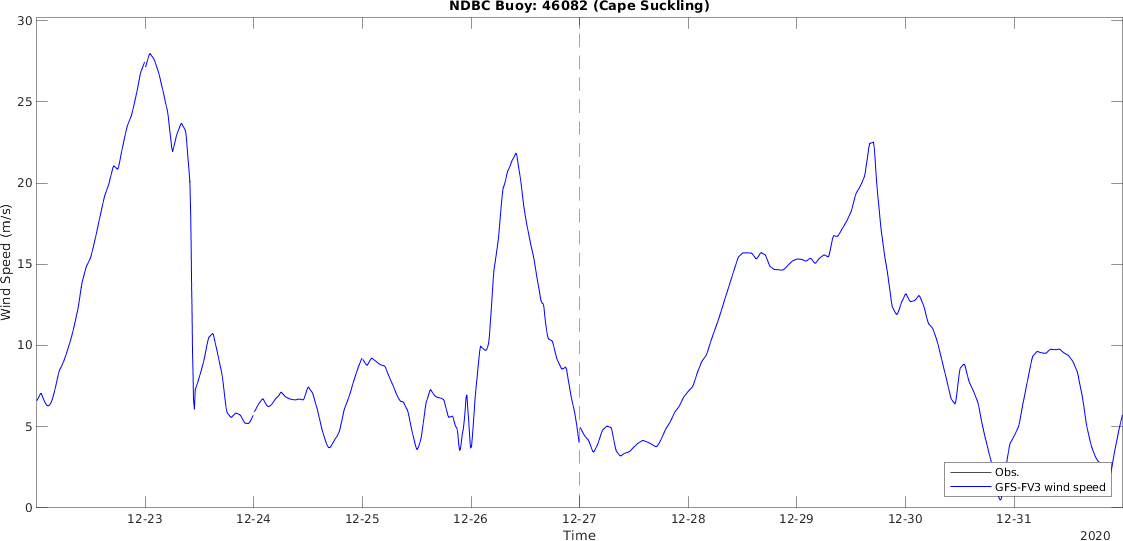 NDBC Buoy: 46082 (Cape Suckling)
30
25
20
15
10
5
0
Wind Speed (m/s)
12-23 12-24 12-25 12-26 12-27 12-28 12-29 12-30 12-31
Time
2020
Obs.
GFS-FV3 wind speed